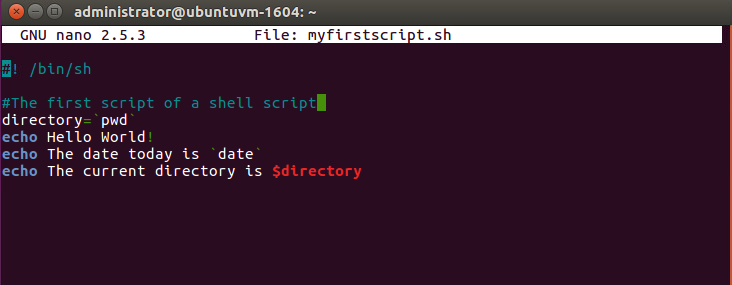 administrator@ubuntuvm-1604: ~
GNU nano 2.5.3 File: myfirstscript.sh
#! /bin/sh
#The first script of a shell script
directory=`pwd`
echo Hello World!
echo The date today is `date`
echo The current directory is $directory